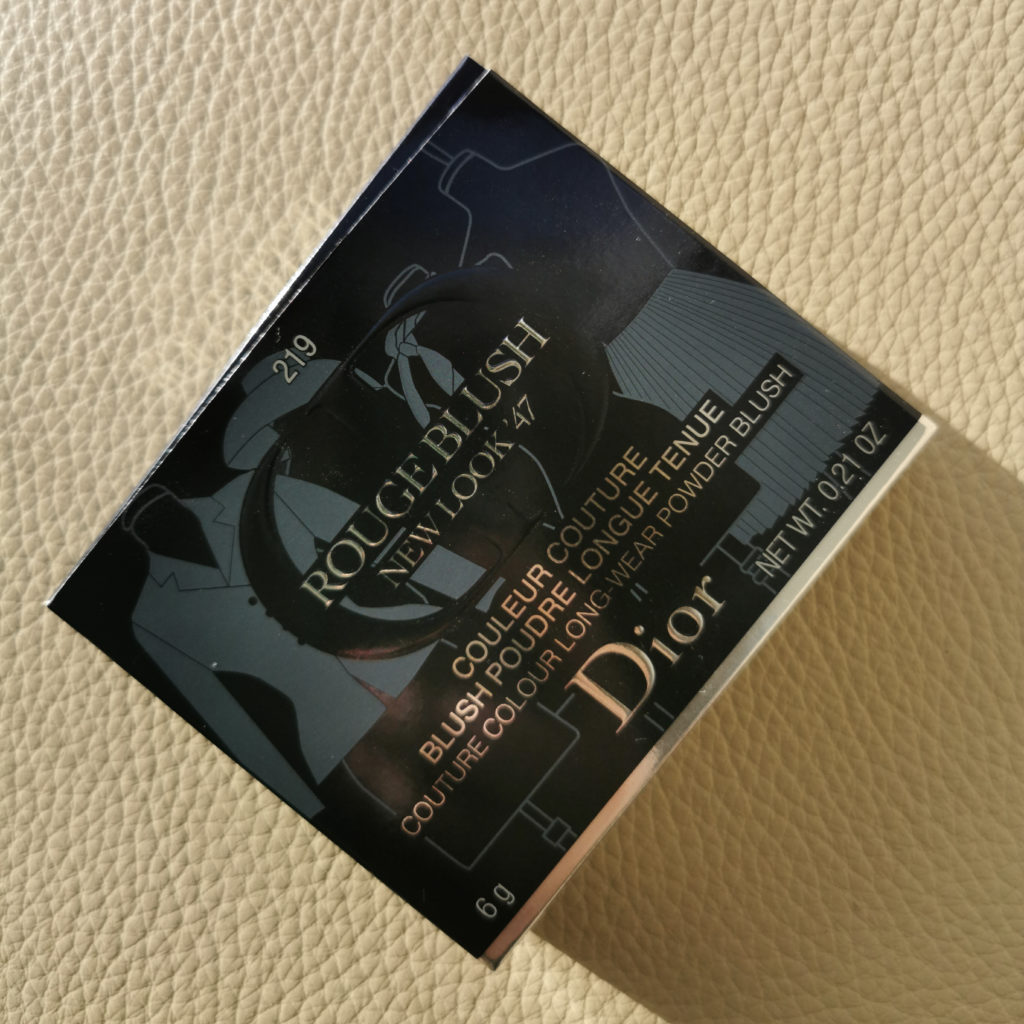 219
ROUGE BLUSH
NEW LOOK '47
COULEUR COUTURE
BLUSH POUDRE LONGUE TENUE
COUTURE COLOUR LONG-WEAR POWDER BLUSH
Dior
6 g
NET WT. 0.21 OZ